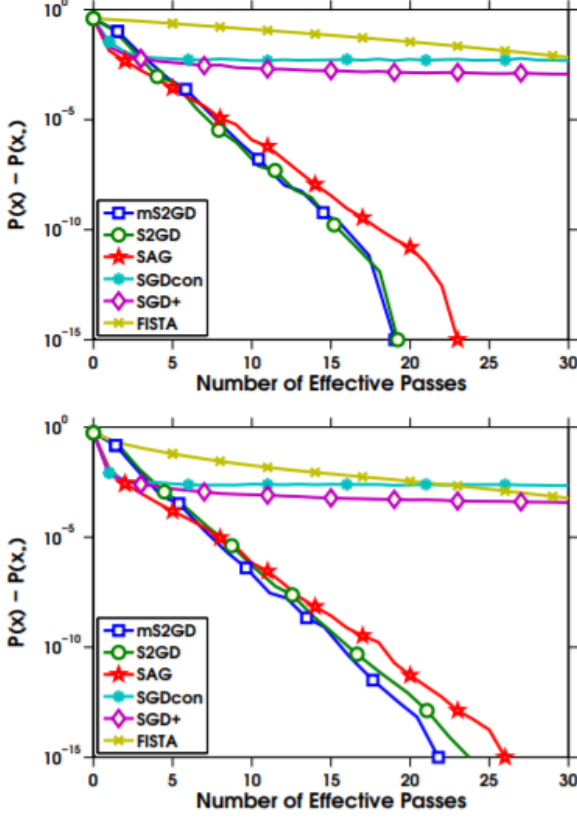 10^0
10^-5
10^-10
10^-15
P(x) − P(x*)
mS2GD
S2GD
SAG
SGDcon
SGD+
FISTA
0 5 10 15 20 25 30
Number of Effective Passes
10^0
10^-5
10^-10
10^-15
P(x) − P(x*)
mS2GD
S2GD
SAG
SGDcon
SGD+
FISTA
0 5 10 15 20 25 30
Number of Effective Passes